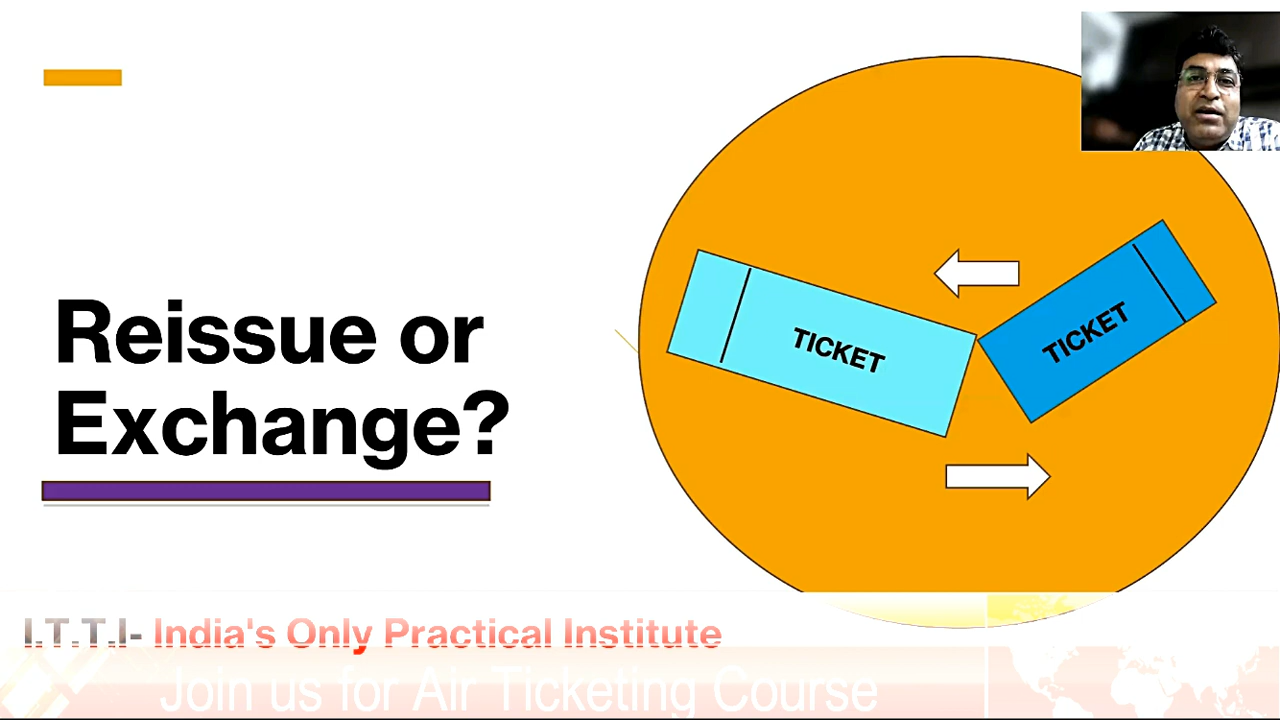 Reissue or
Exchange?
TICKET
TICKET
I.T.T.I- India's Only Practical Institute
Join us for Air Ticketing Course